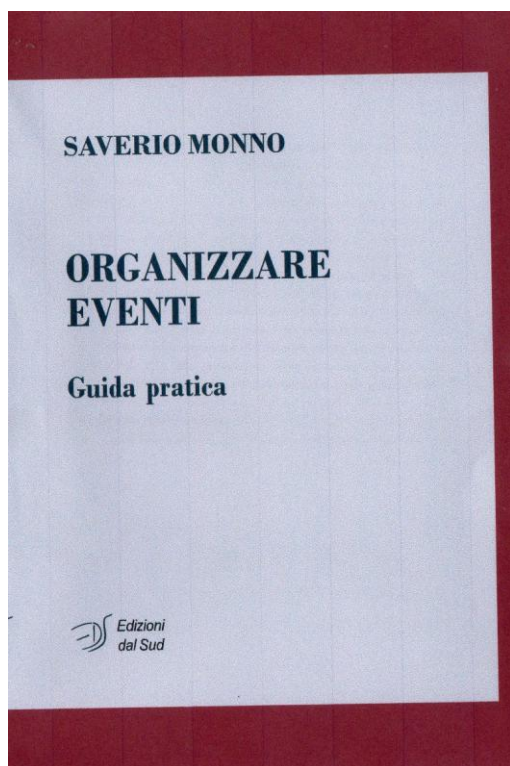 SAVERIO MONNO
ORGANIZZARE
EVENTI
Guida pratica
Edizioni
dal Sud